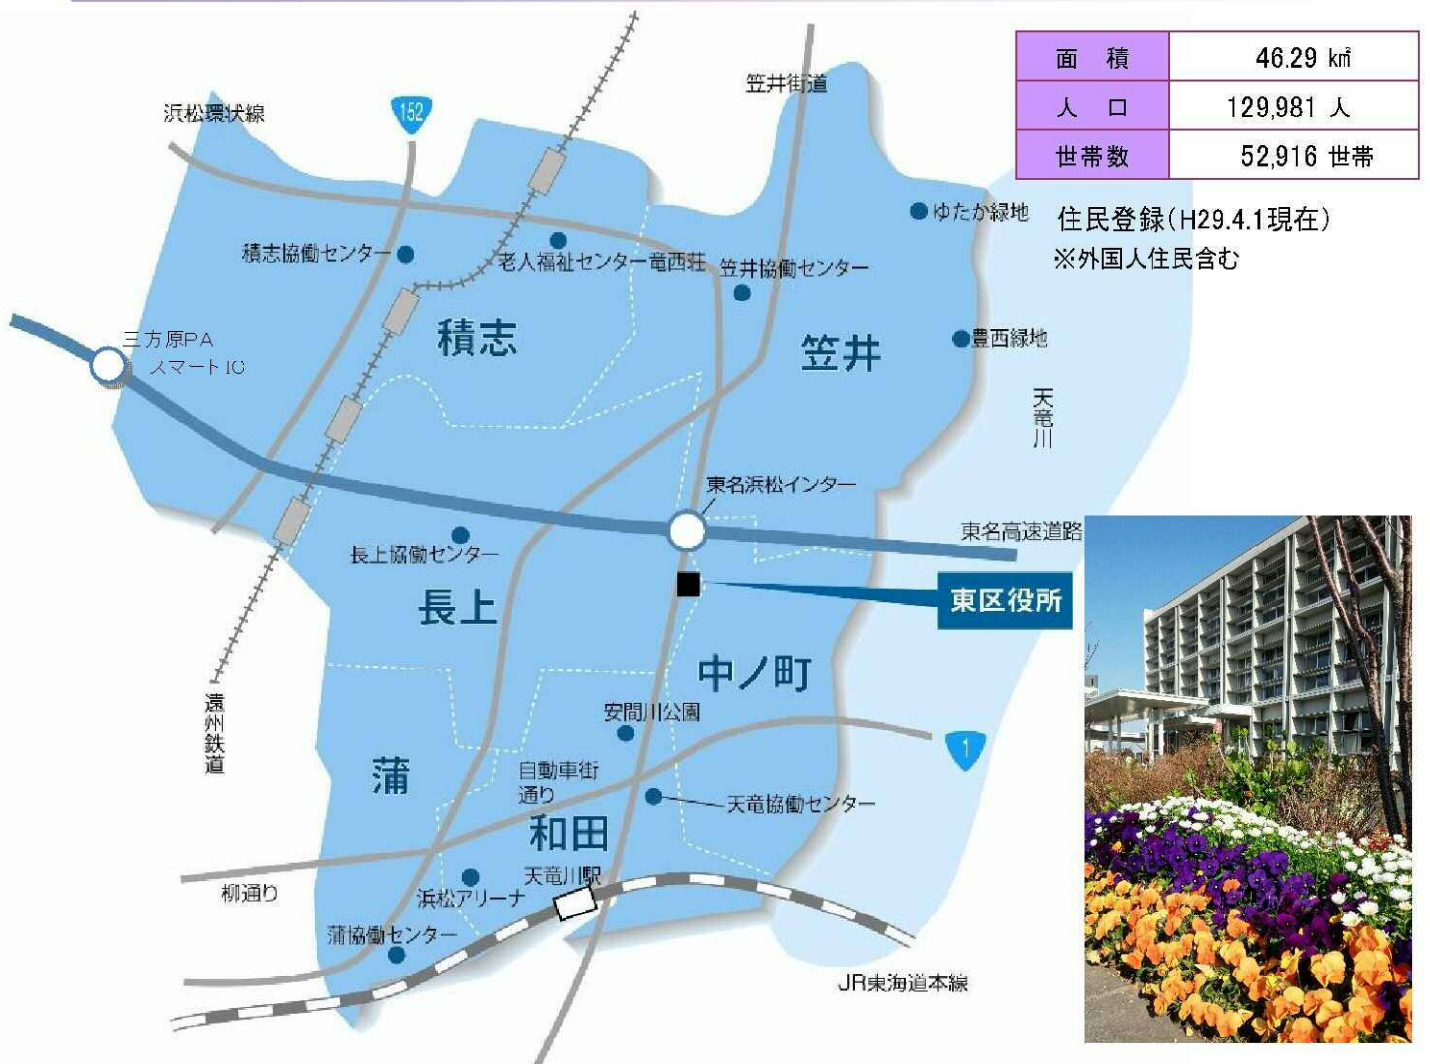 面 積 46.29 k㎡
人 口 129,981 人
世帯数 52,916 世帯
住民登録(H29.4.1現在)
※外国人住民含む
笠井街道
浜松環状線
152
ゆたか緑地
積志協働センター
老人福祉センター竜西荘
笠井協働センター
積志
笠井
豊西緑地
三方原PA
スマートIC
天竜川
東名浜松インター
東名高速道路
長上協働センター
長上
東区役所
中ノ町
遠州鉄道
安間川公園
1
蒲
自動車街
通り
天竜協働センター
和田
天竜川駅
柳通り
浜松アリーナ
蒲協働センター
JR東海道本線